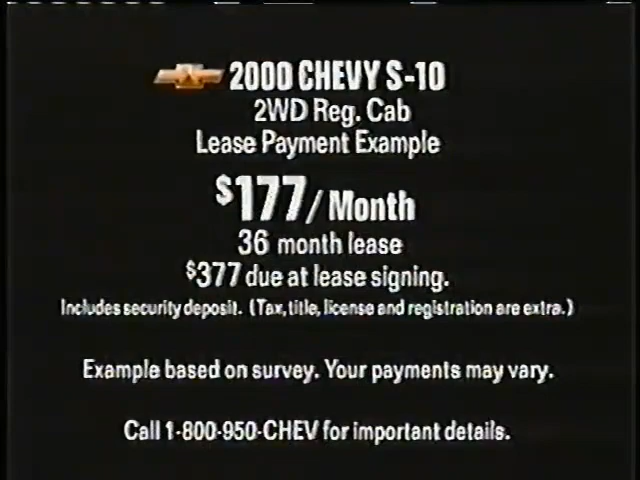 2000 CHEVY S-10
2WD Reg. Cab
Lease Payment Example
$177/Month
36 month lease
$377 due at lease signing.
Includes security deposit. (Tax, title, license and registration are extra.)
Example based on survey. Your payments may vary.
Call 1-800-950-CHEV for important details.